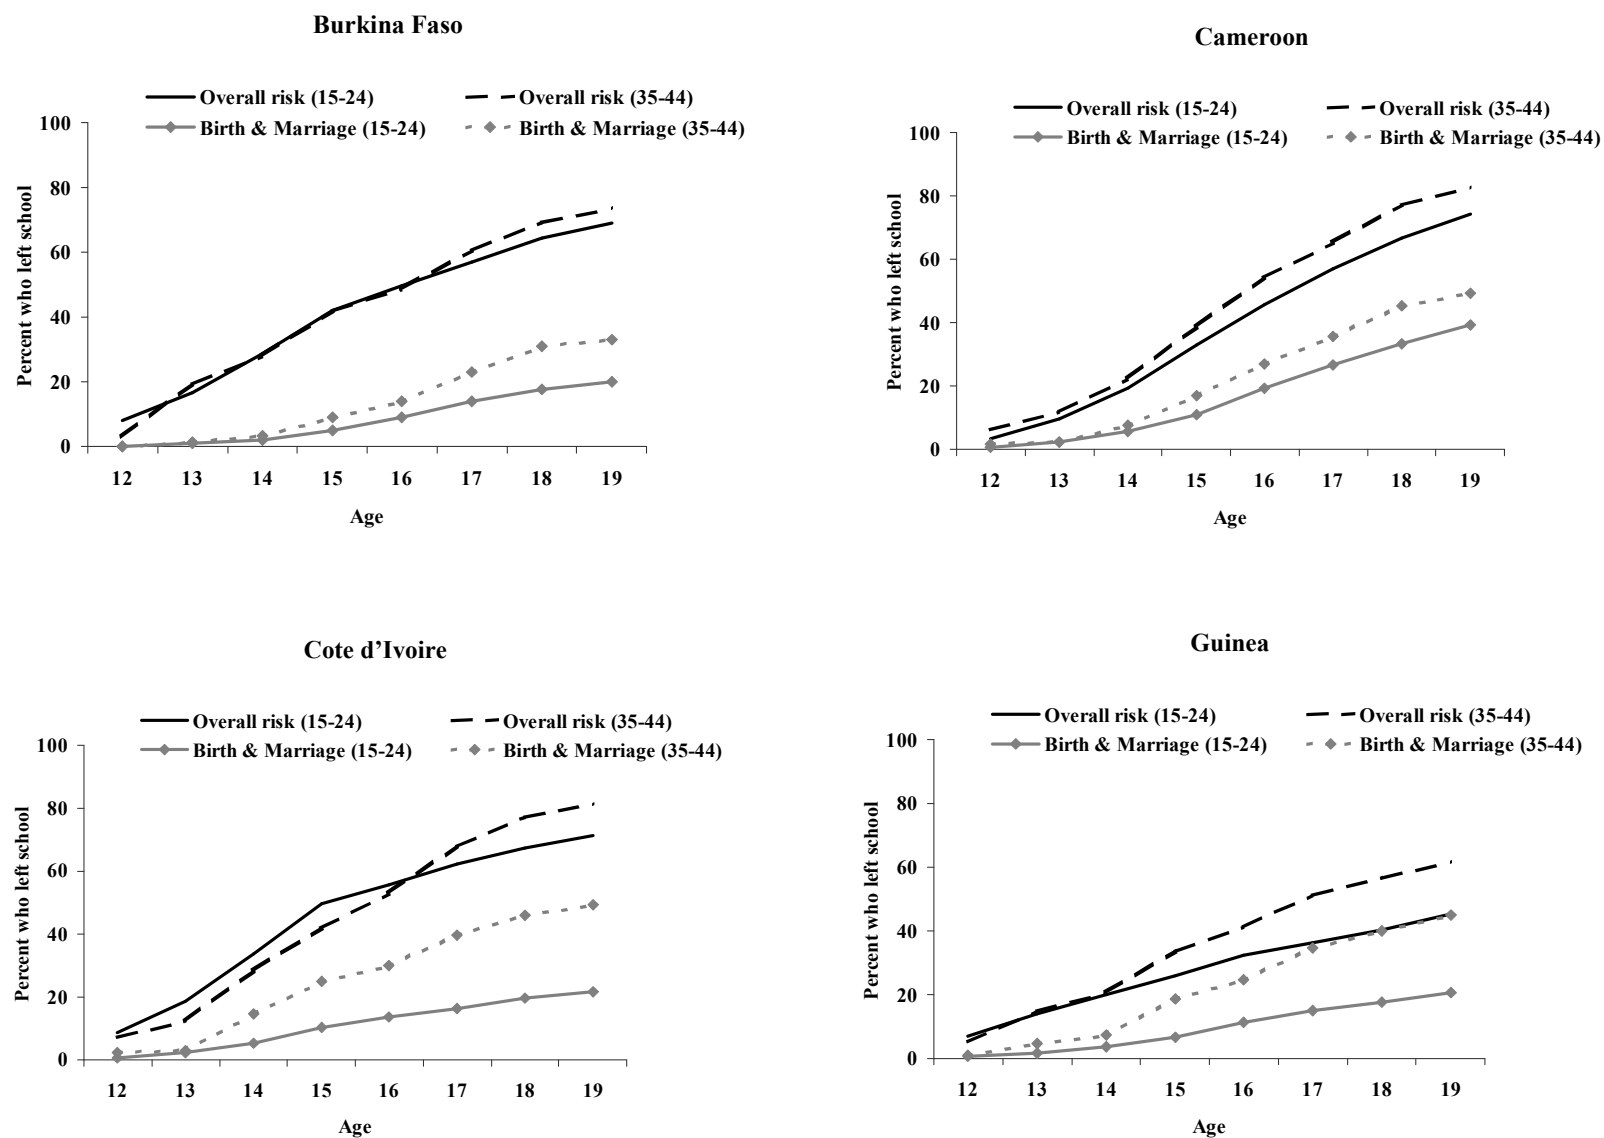 Burkina Faso
Overall risk (15-24)
Overall risk (35-44)
Birth & Marriage (15-24)
Birth & Marriage (35-44)
Percent who left school
100
80
60
40
20
0
12 13 14 15 16 17 18 19
Age
Cameroon
Overall risk (15-24)
Overall risk (35-44)
Birth & Marriage (15-24)
Birth & Marriage (35-44)
Percent who left school
100
80
60
40
20
0
12 13 14 15 16 17 18 19
Age
Cote d’Ivoire
Overall risk (15-24)
Overall risk (35-44)
Birth & Marriage (15-24)
Birth & Marriage (35-44)
Percent who left school
100
80
60
40
20
0
12 13 14 15 16 17 18 19
Age
Guinea
Overall risk (15-24)
Overall risk (35-44)
Birth & Marriage (15-24)
Birth & Marriage (35-44)
Percent who left school
100
80
60
40
20
0
12 13 14 15 16 17 18 19
Age